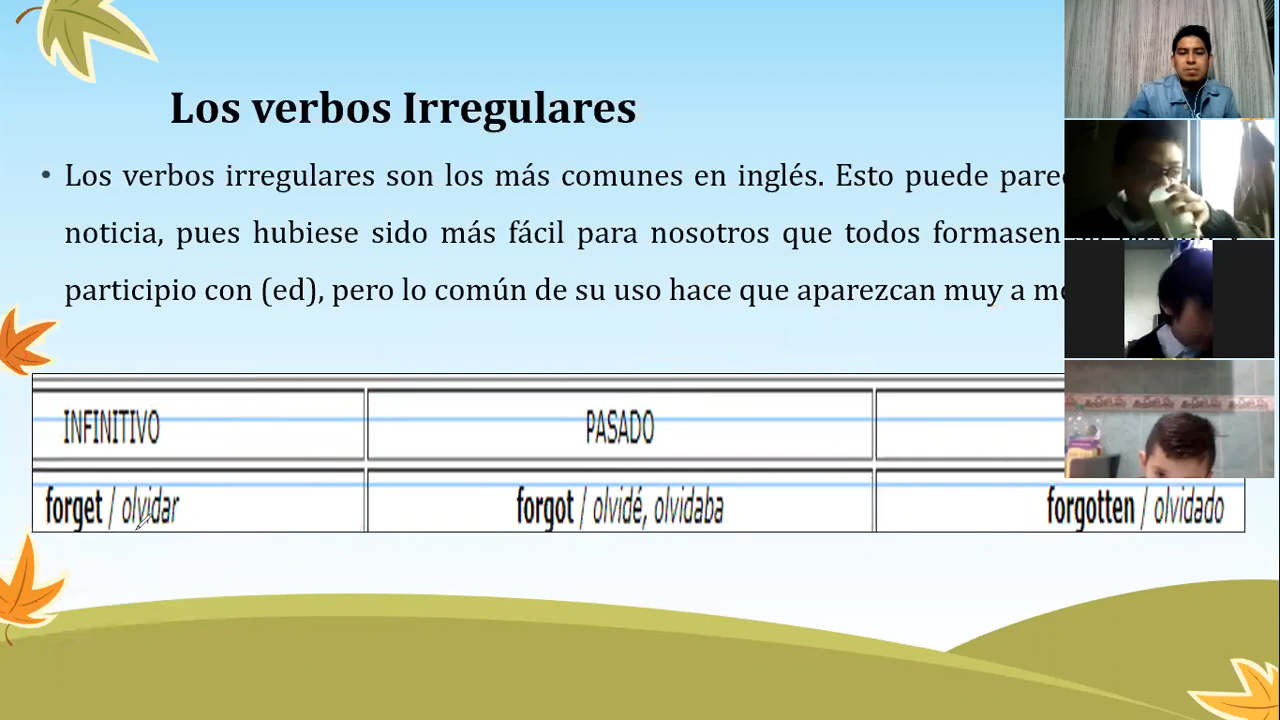 Los verbos Irregulares
• Los verbos irregulares son los más comunes en inglés. Esto puede
noticia, pues hubiese sido más fácil para nosotros que todos formasen
participio con (ed), pero lo común de su uso hace que aparezcan muy a
INFINITIVO PASADO
forget / olvidar forgot / olvidé, olvidaba forgotten / olvidado